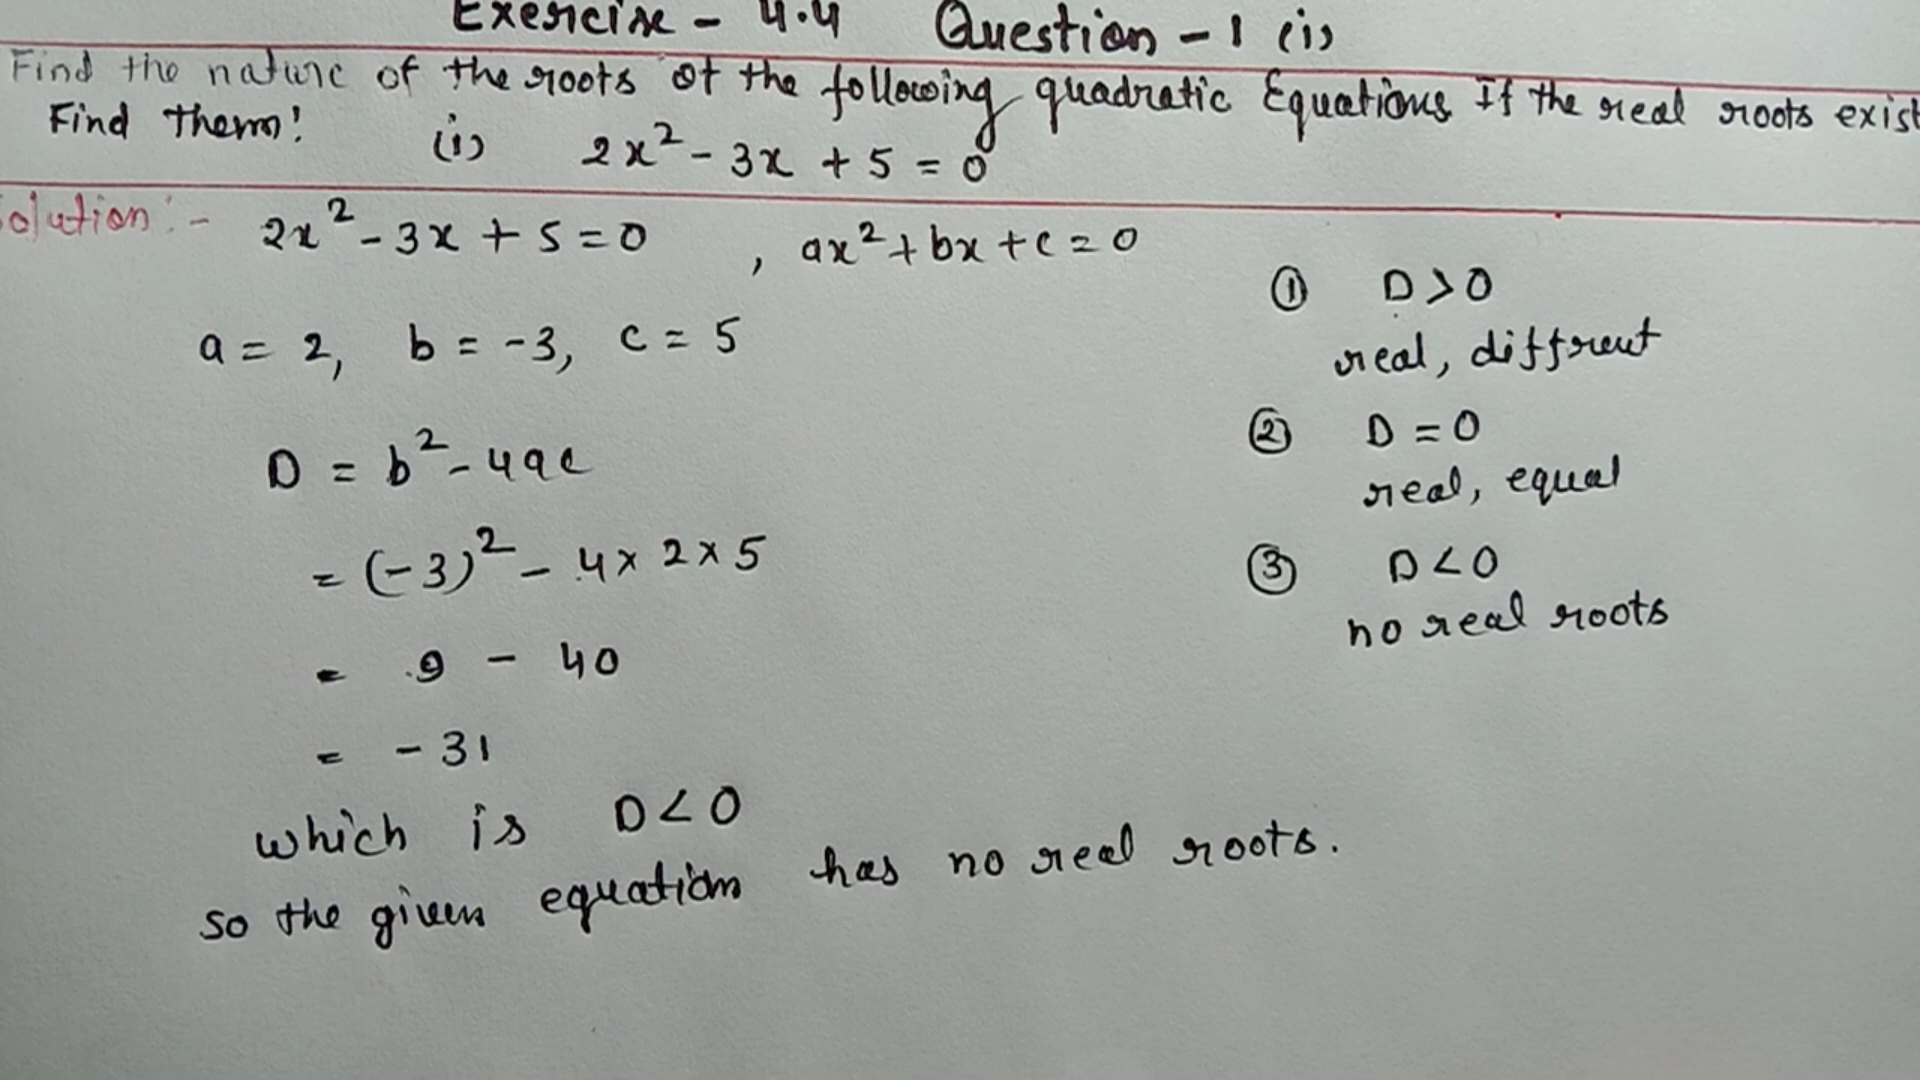 Exercise - 4.4 Question - 1 (i)
Find the nature of the roots of the following quadratic Equations If the real roots exist
Find them!
(i) 2x² - 3x + 5 = 0
olution :- 2x² - 3x + 5 = 0 , ax² + bx + c = 0
a = 2, b = -3, c = 5
D = b² - 4ac
= (-3)² - 4 × 2 × 5
= 9 - 40
= - 31
which is D < 0
so the given equation has no real roots.
① D > 0
real, diffrent
② D = 0
real, equal
③ D < 0
no real roots